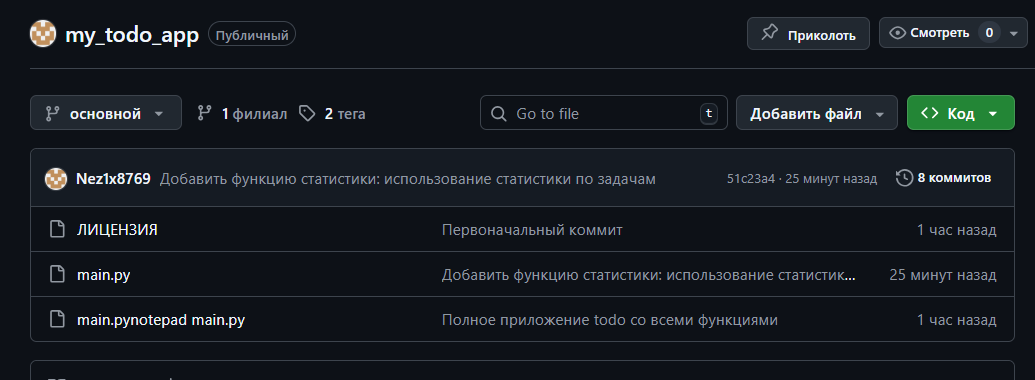 my_todo_app Публичный Приколоть Смотреть 0
основной 1 филиал 2 тега Go to file t Добавить файл Код
Nez1x8769 Добавить функцию статистики: использование статистики по задачам 51c23a4 · 25 минут назад 8 коммитов
ЛИЦЕНЗИЯ Первоначальный коммит 1 час назад
main.py Добавить функцию статистики: использование статистик... 25 минут назад
main.pynotepad main.py Полное приложение todo со всеми функциями 1 час назад